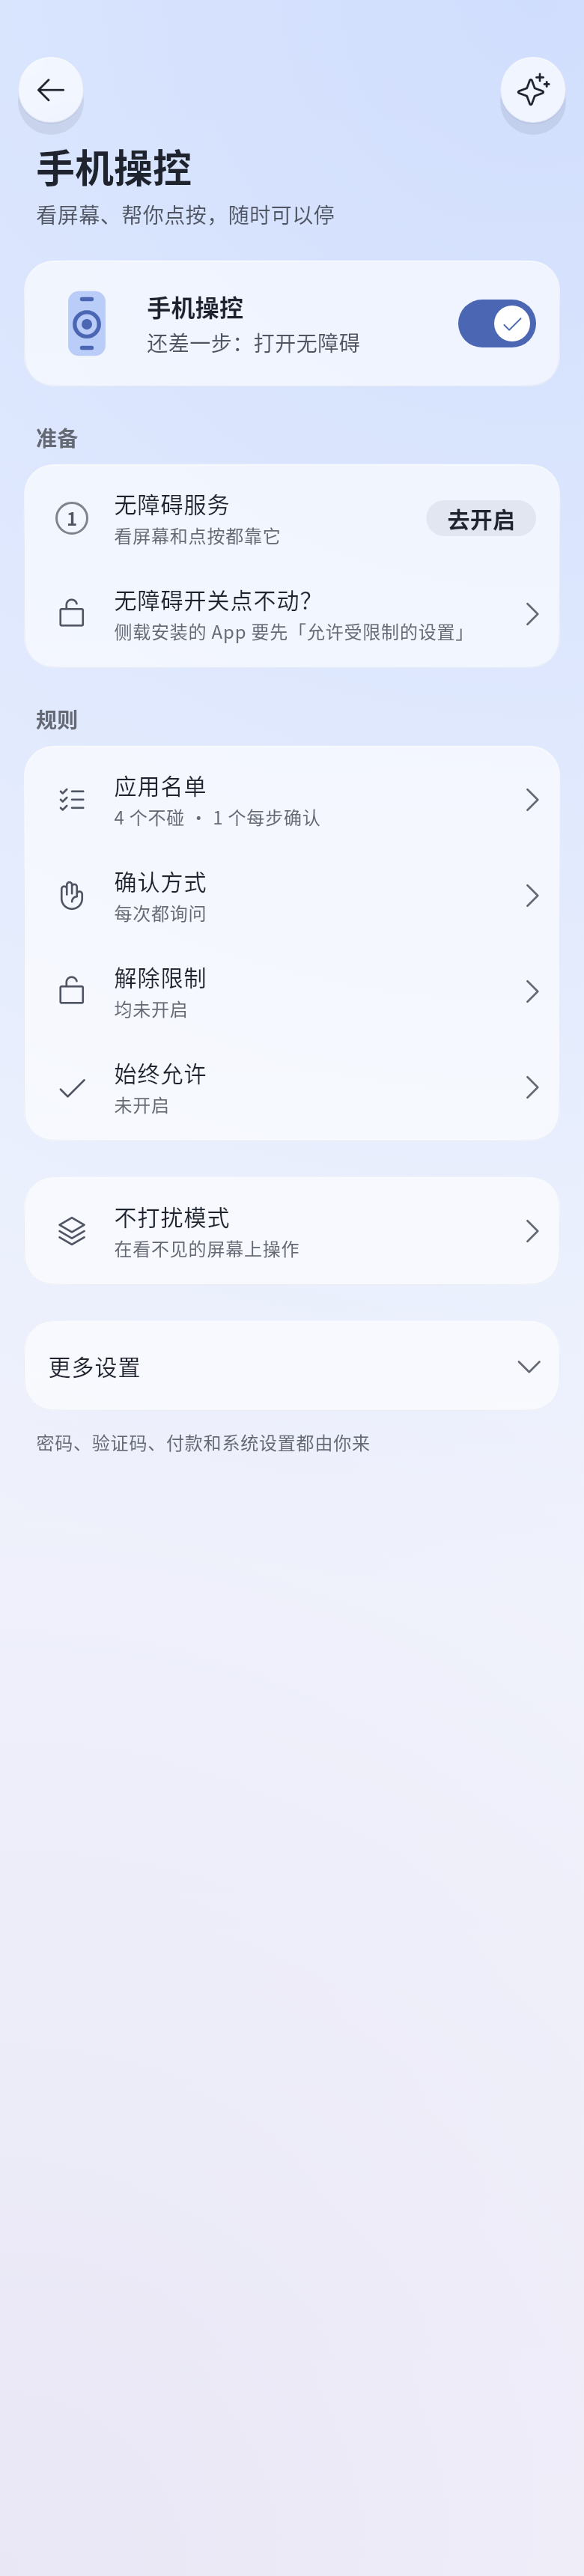 手机操控
看屏幕、帮你点按，随时可以停
手机操控
还差一步：打开无障碍
准备
1
无障碍服务
看屏幕和点按都靠它
去开启
无障碍开关点不动？
侧载安装的 App 要先「允许受限制的设置」
规则
应用名单
4 个不碰 · 1 个每步确认
确认方式
每次都询问
解除限制
均未开启
始终允许
未开启
不打扰模式
在看不见的屏幕上操作
更多设置
密码、验证码、付款和系统设置都由你来